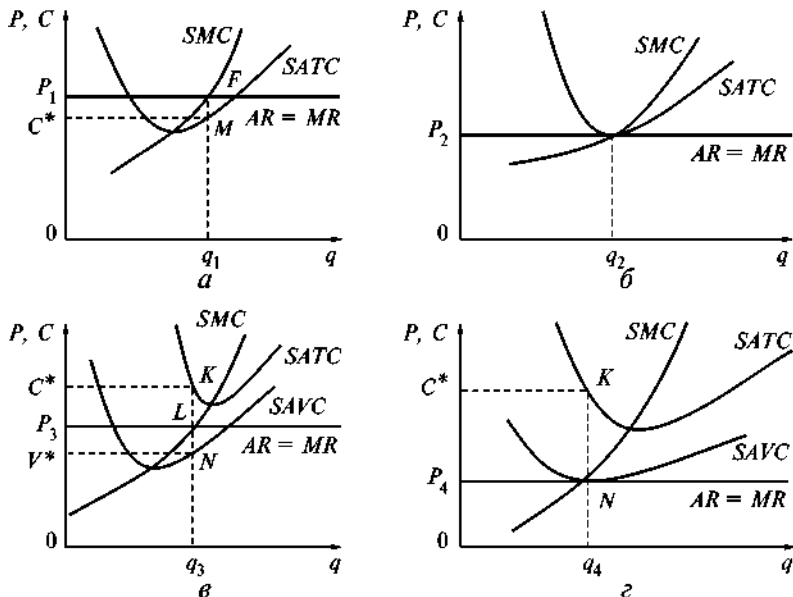 P, C
SMC
SATC
P₁
F
C*
M
AR = MR
0
q₁
q
а
P, C
SMC
SATC
P₂
AR = MR
0
q₂
q
б
P, C
SMC
SATC
C*
K
SAVC
L
P₃
AR = MR
V*
N
0
q₃
q
в
P, C
SMC
SATC
C*
K
SAVC
P₄
N
AR = MR
0
q₄
q
г